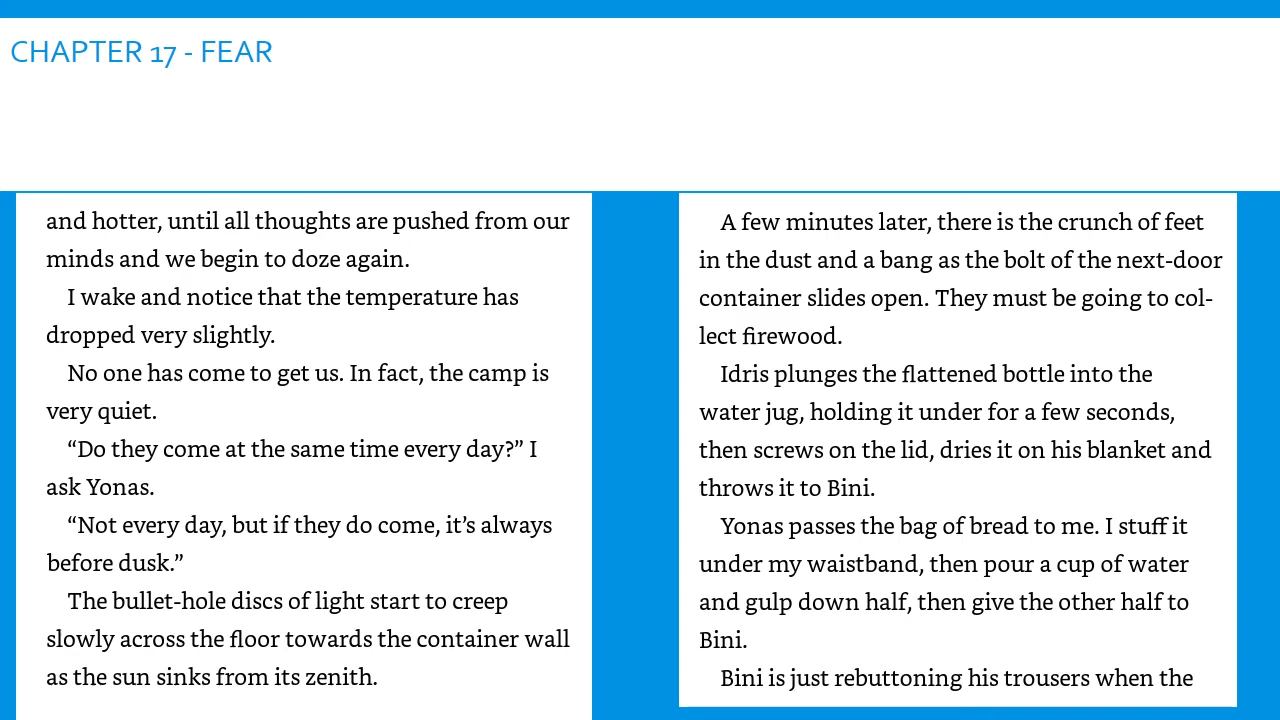 CHAPTER 17 - FEAR
and hotter, until all thoughts are pushed from our
minds and we begin to doze again.
I wake and notice that the temperature has
dropped very slightly.
No one has come to get us. In fact, the camp is
very quiet.
“Do they come at the same time every day?” I
ask Yonas.
“Not every day, but if they do come, it’s always
before dusk.”
The bullet-hole discs of light start to creep
slowly across the floor towards the container wall
as the sun sinks from its zenith.
A few minutes later, there is the crunch of feet
in the dust and a bang as the bolt of the next-door
container slides open. They must be going to col-
lect firewood.
Idris plunges the flattened bottle into the
water jug, holding it under for a few seconds,
then screws on the lid, dries it on his blanket and
throws it to Bini.
Yonas passes the bag of bread to me. I stuff it
under my waistband, then pour a cup of water
and gulp down half, then give the other half to
Bini.
Bini is just rebuttoning his trousers when the